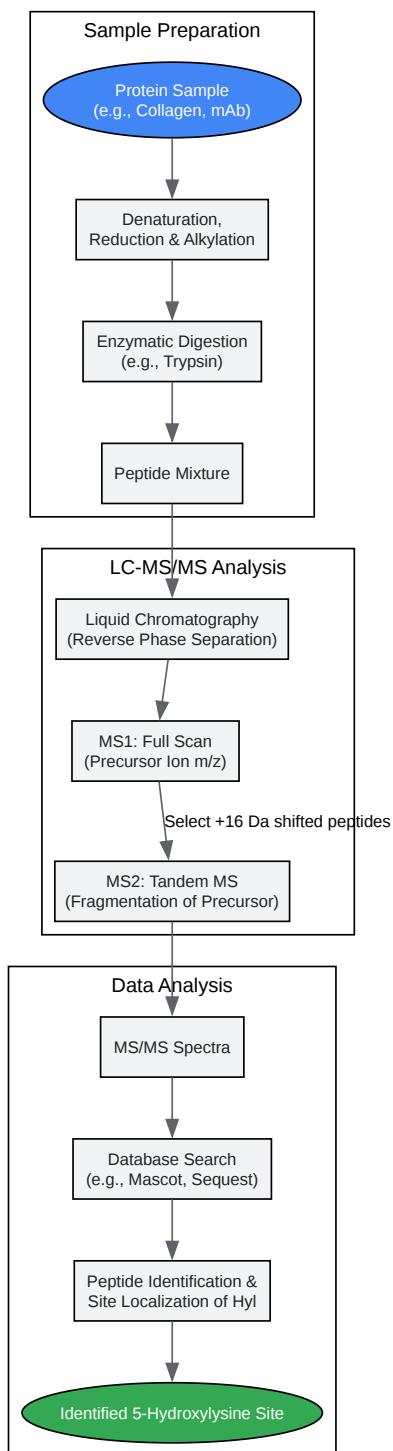 Sample Preparation
Protein Sample
(e.g., Collagen, mAb)
Denaturation,
Reduction & Alkylation
Enzymatic Digestion
(e.g., Trypsin)
Peptide Mixture
LC-MS/MS Analysis
Liquid Chromatography
(Reverse Phase Separation)
MS1: Full Scan
(Precursor Ion m/z)
Select +16 Da shifted peptides
MS2: Tandem MS
(Fragmentation of Precursor)
Data Analysis
MS/MS Spectra
Database Search
(e.g., Mascot, Sequest)
Peptide Identification &
Site Localization of Hyl
Identified 5-Hydroxylysine Site